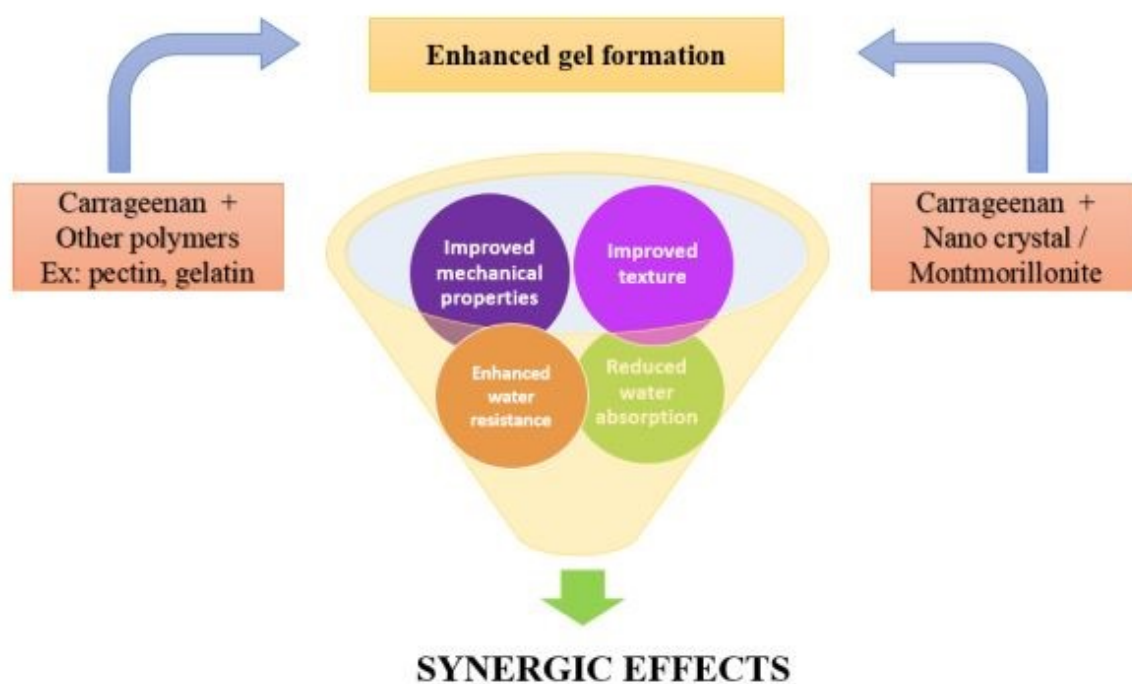 Enhanced gel formation
Carrageenan +
Other polymers
Ex: pectin, gelatin
Carrageenan +
Nano crystal /
Montmorillonite
Improved
mechanical
properties
Improved
texture
Enhanced
water
resistance
Reduced
water
absorption
SYNERGIC EFFECTS